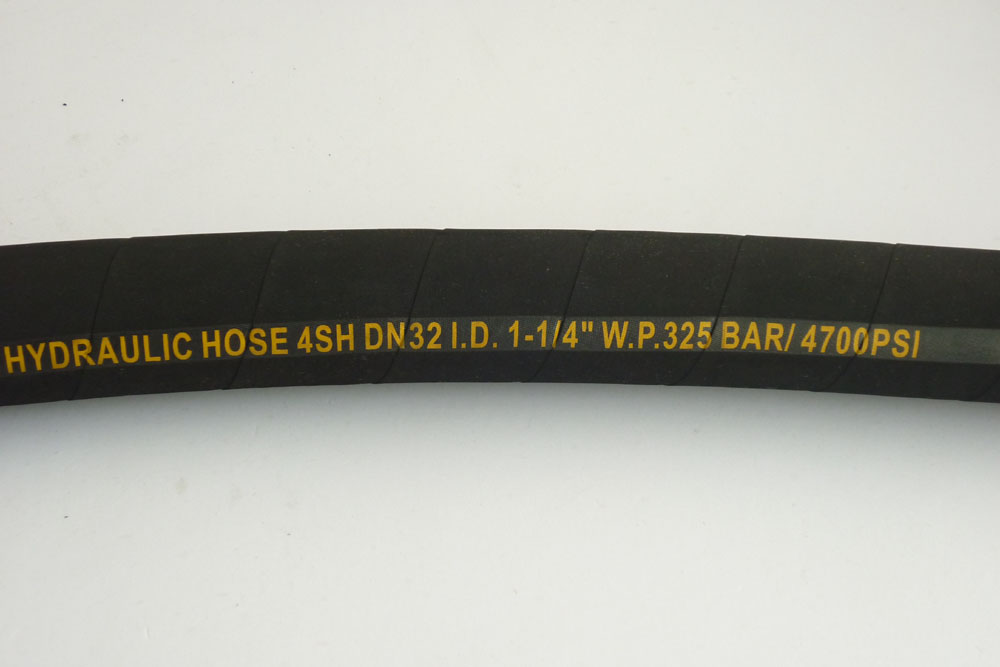 HYDRAULIC HOSE 4SH DN32 I.D. 1-1/4" W.P.325 BAR/ 4700PSI